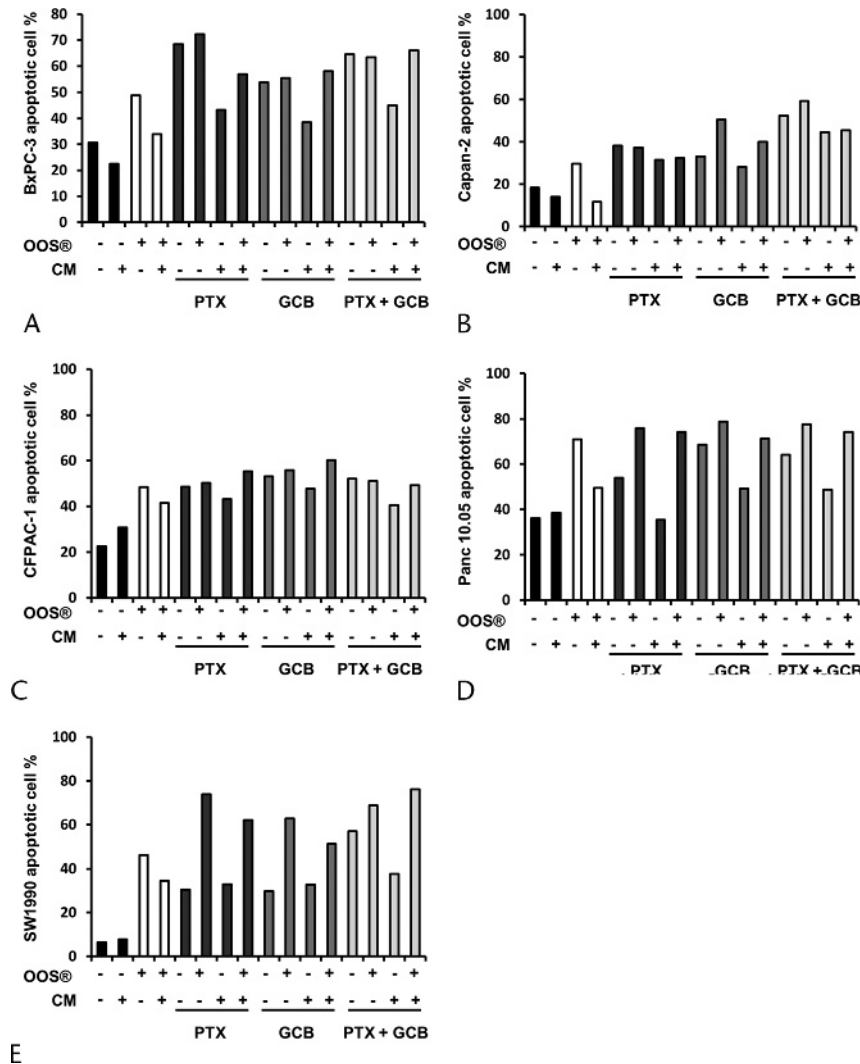 BxPC-3 apoptotic cell %
80
70
60
50
40
30
20
10
0
OOS® - - + + - + - + - + - + - + - +
CM - + - + - - + + - - + + - - + +
PTX GCB PTX + GCB
A
Capan-2 apoptotic cell %
100
80
60
40
20
0
OOS® - - + + - + - + - + - + - + - +
CM - + - + - - + + - - + + - - + +
PTX GCB PTX + GCB
B
CFPAC-1 apoptotic cell %
100
80
60
40
20
0
OOS® - - + + - + - + - + - + - + - +
CM - + - + - - + + - - + + - - + +
PTX GCB PTX + GCB
C
Panc 10.05 apoptotic cell %
100
80
60
40
20
0
OOS® - - + + - + - + - + - + - + - +
CM - + - + - - + + - - + + - - + +
PTX GCB PTX + GCB
D
SW1990 apoptotic cell %
100
80
60
40
20
0
OOS® - - + + - + - + - + - + - + - +
CM - + - + - - + + - - + + - - + +
PTX GCB PTX + GCB
E